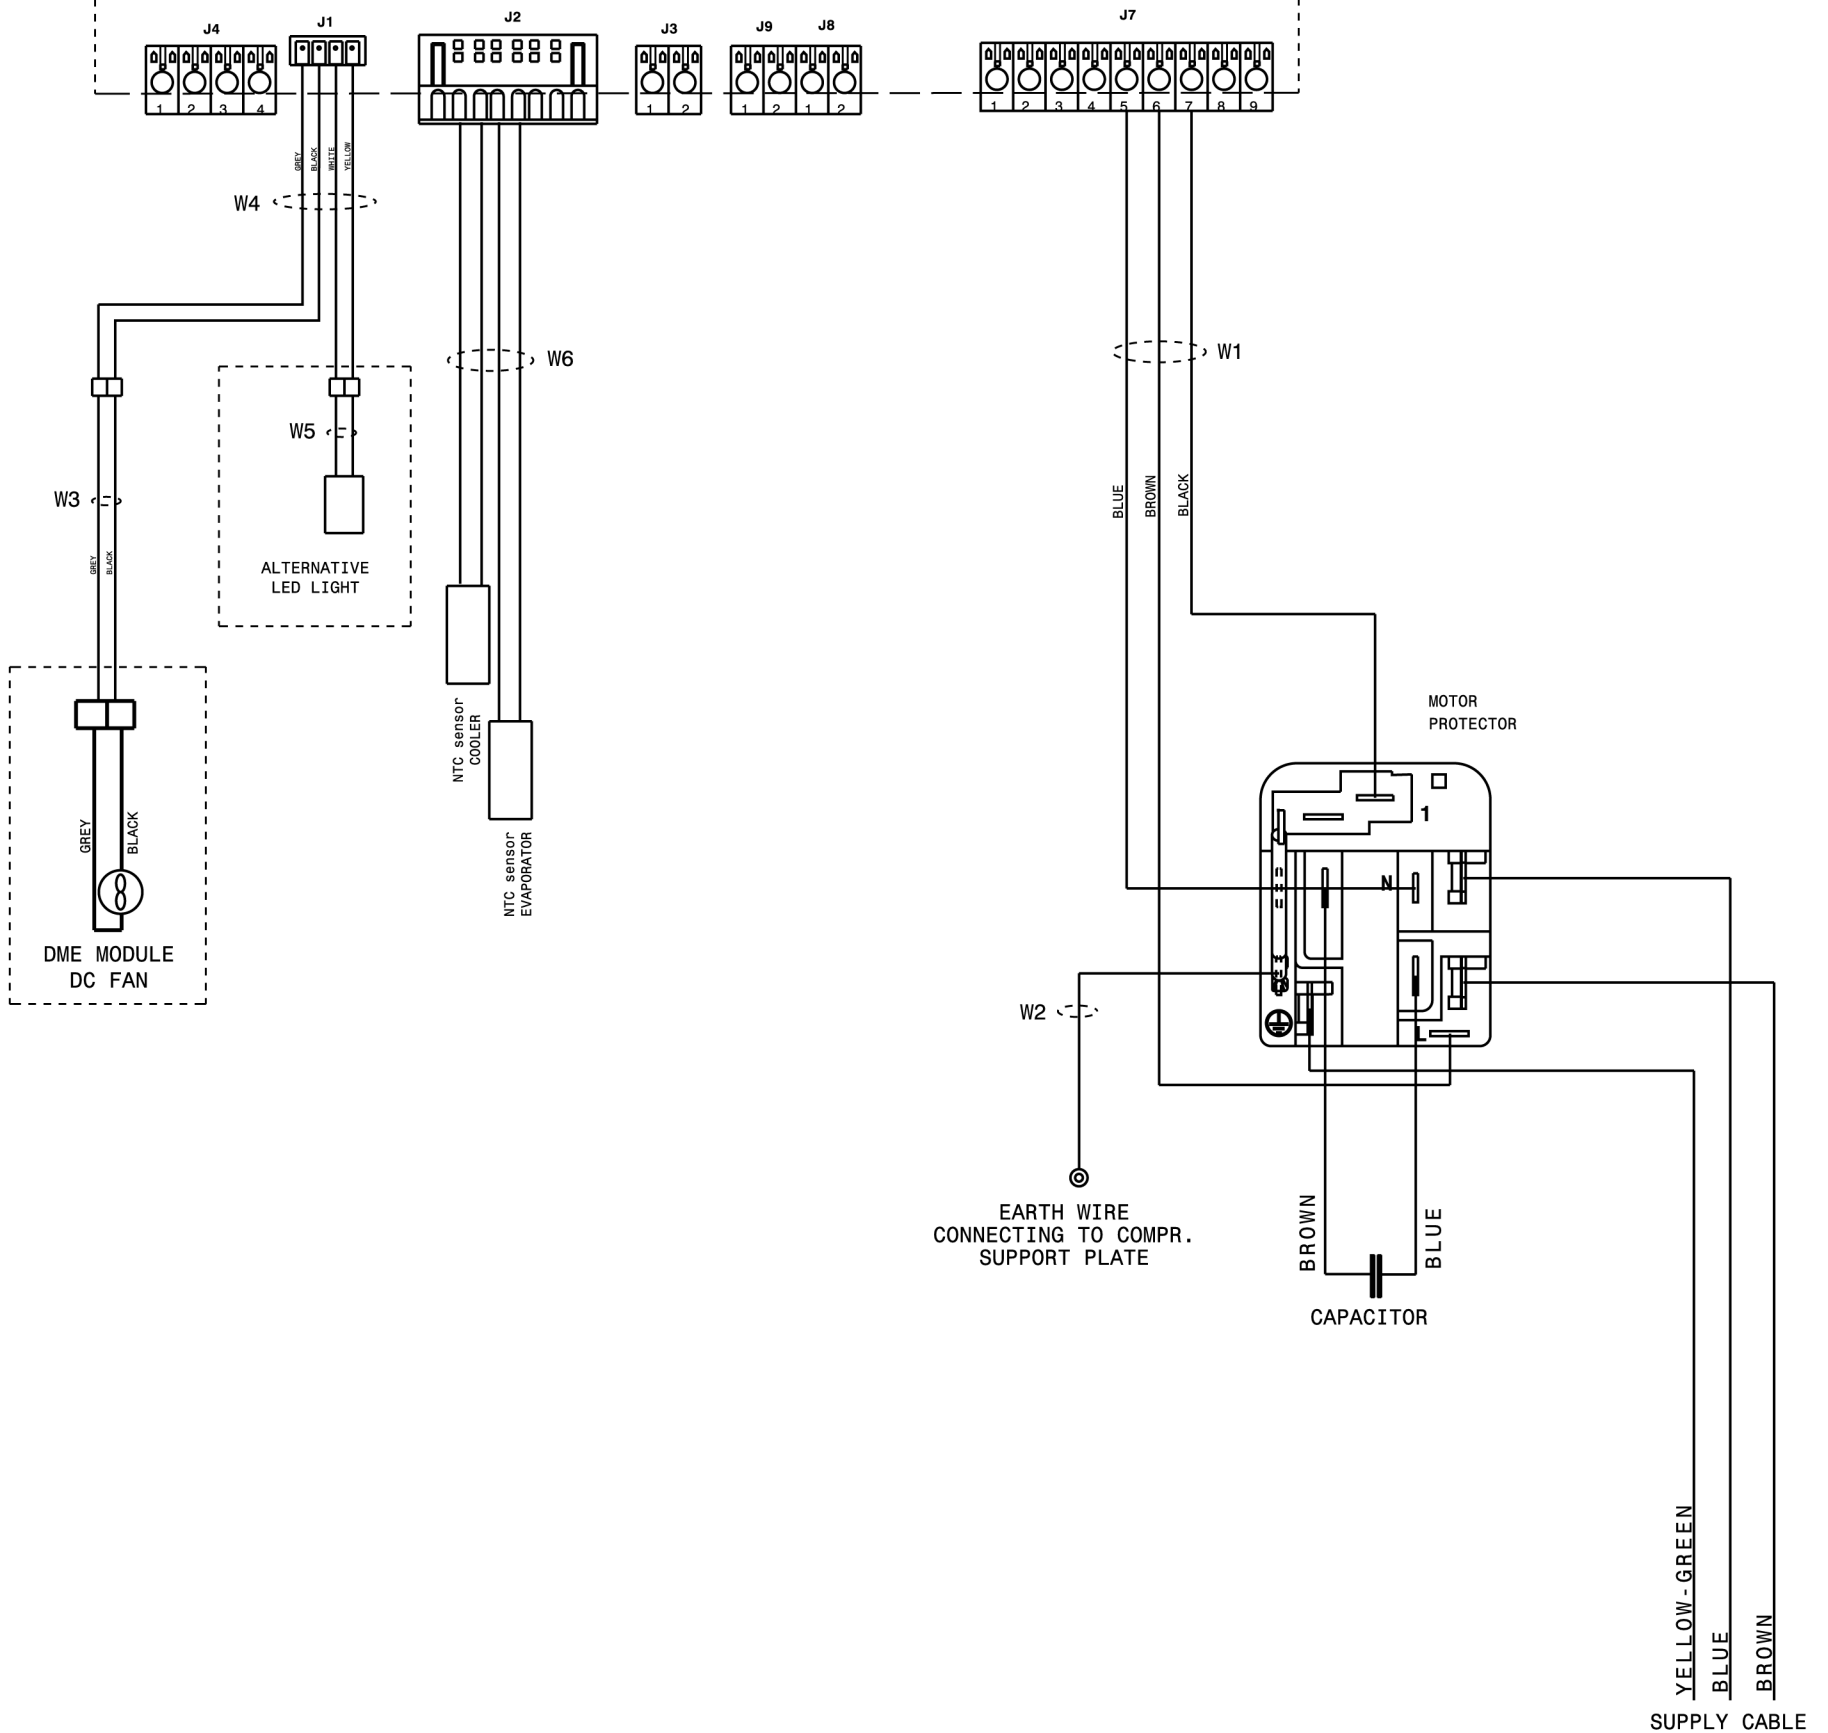 J4
J1
J2
J3
J9
J8
J7
1 2 3 4
1 2
1 2 1 2
1 2 3 4 5 6 7 8 9
GREY
BLACK
WHITE
YELLOW
W4
W6
W1
W5
W3
BLUE
BROWN
BLACK
GREY
BLACK
ALTERNATIVE
LED LIGHT
NTC sensor
COOLER
NTC sensor
EVAPORATOR
GREY
BLACK
DME MODULE
DC FAN
MOTOR
PROTECTOR
1
N
L
W2
EARTH WIRE
CONNECTING TO COMPR.
SUPPORT PLATE
BROWN
BLUE
CAPACITOR
YELLOW-GREEN
BLUE
BROWN
SUPPLY CABLE